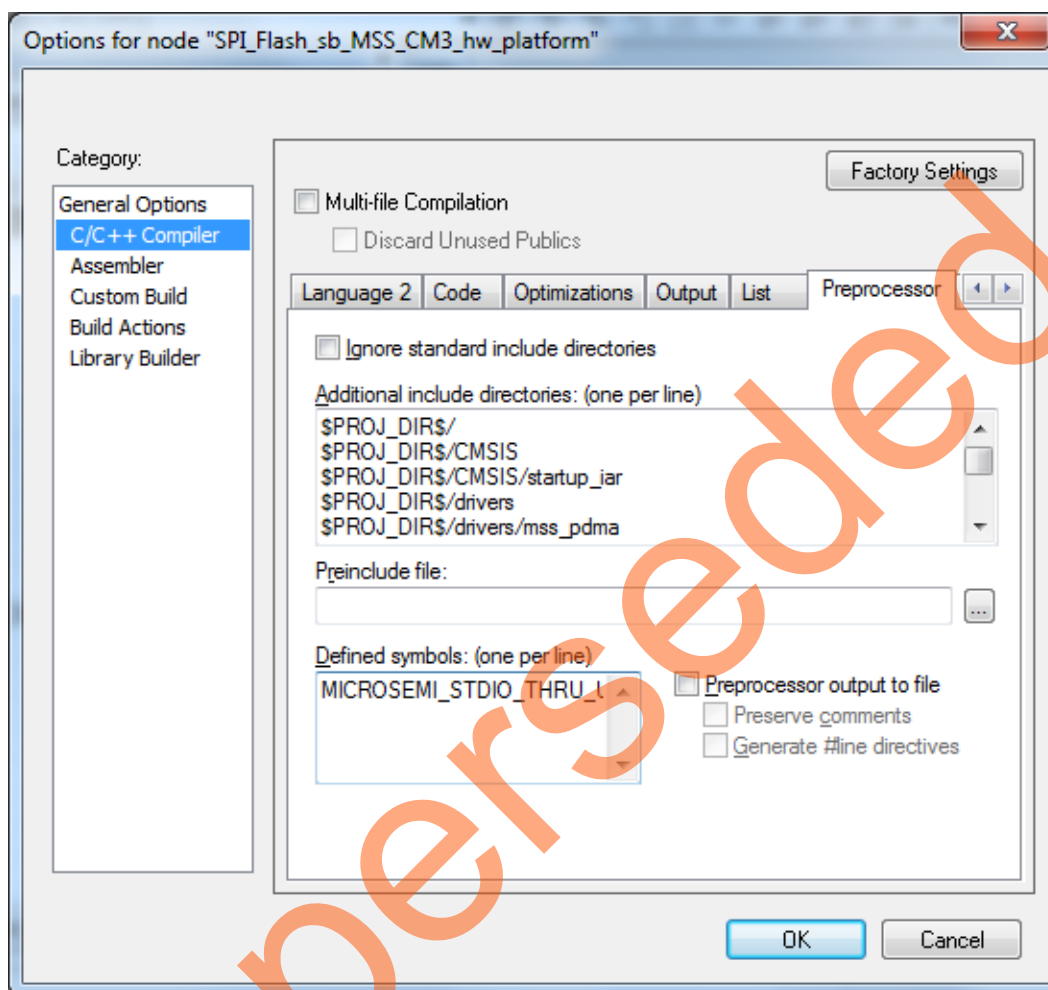 Options for node "SPI_Flash_sb_MSS_CM3_hw_platform"
Category:
General Options
C/C++ Compiler
Assembler
Custom Build
Build Actions
Library Builder
Factory Settings
Multi-file Compilation
Discard Unused Publics
Language 2 Code Optimizations Output List Preprocessor
Ignore standard include directories
Additional include directories: (one per line)
$PROJ_DIR$/
$PROJ_DIR$/CMSIS
$PROJ_DIR$/CMSIS/startup_iar
$PROJ_DIR$/drivers
$PROJ_DIR$/drivers/mss_pdma
Preinclude file:
...
Defined symbols: (one per line)
MICROSEMI_STDIO_THRU_
Preprocessor output to file
Preserve comments
Generate #line directives
OK Cancel
perseded